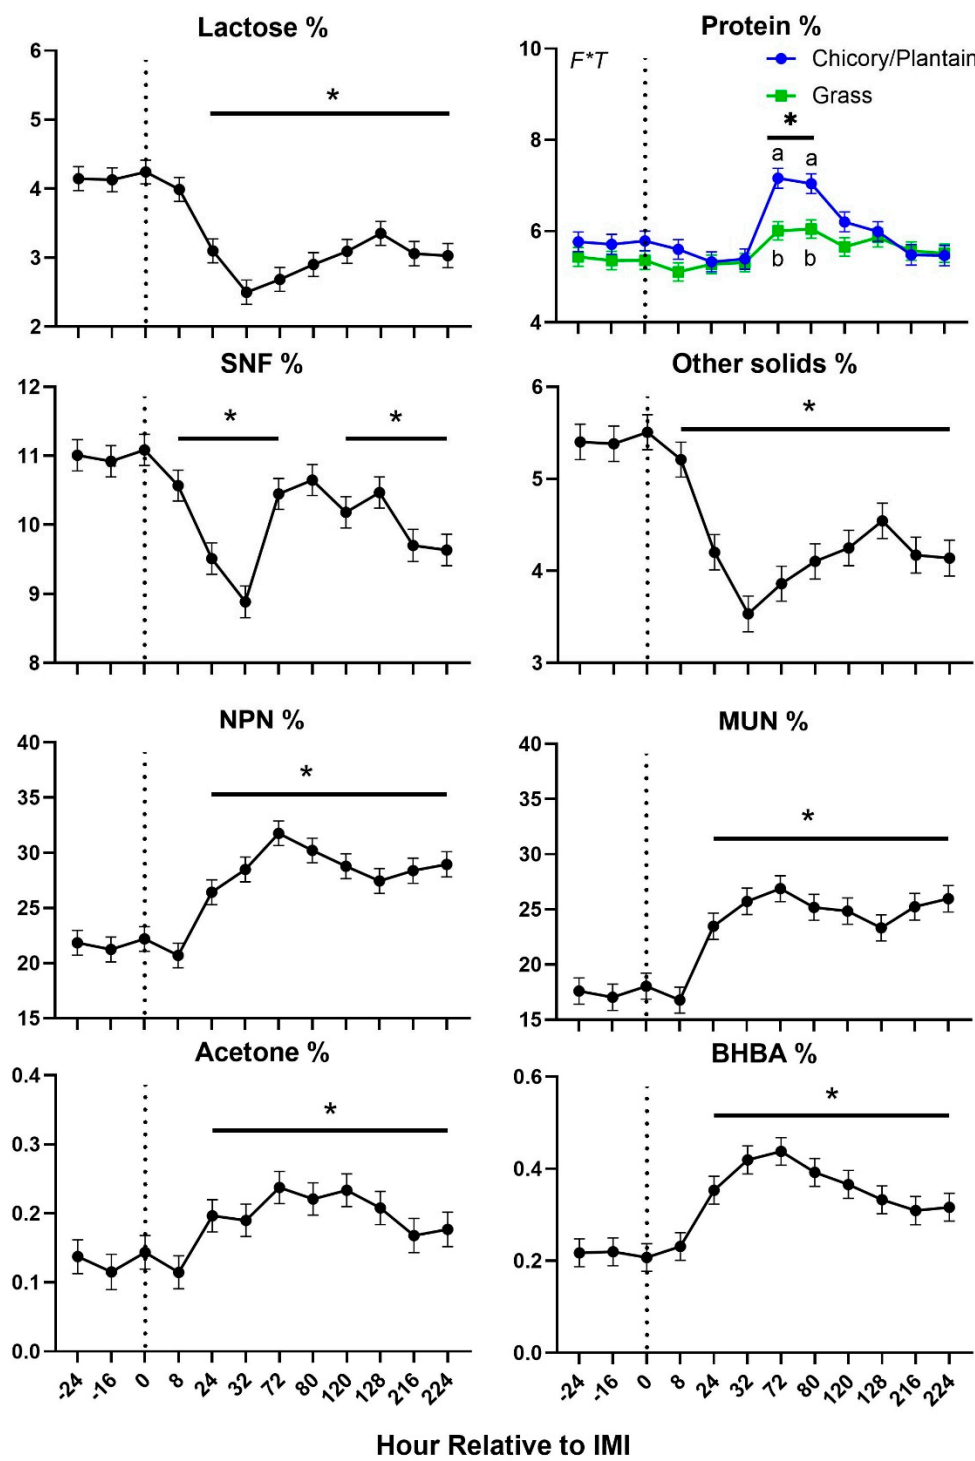 Lactose %
6
5
4
3
2
*
Protein %
10
8
6
4
F*T
Chicory/Plantain
Grass
*
a a
b b
SNF %
12
11
10
9
8
* *
Other solids %
6
5
4
3
*
NPN %
40
35
30
25
20
15
*
MUN %
40
35
30
25
20
15
*
Acetone %
0.4
0.3
0.2
0.1
0.0
*
-24 -16 0 8 24 32 72 80 120 128 216 224
BHBA %
0.6
0.4
0.2
0.0
*
-24 -16 0 8 24 32 72 80 120 128 216 224
Hour Relative to IMI